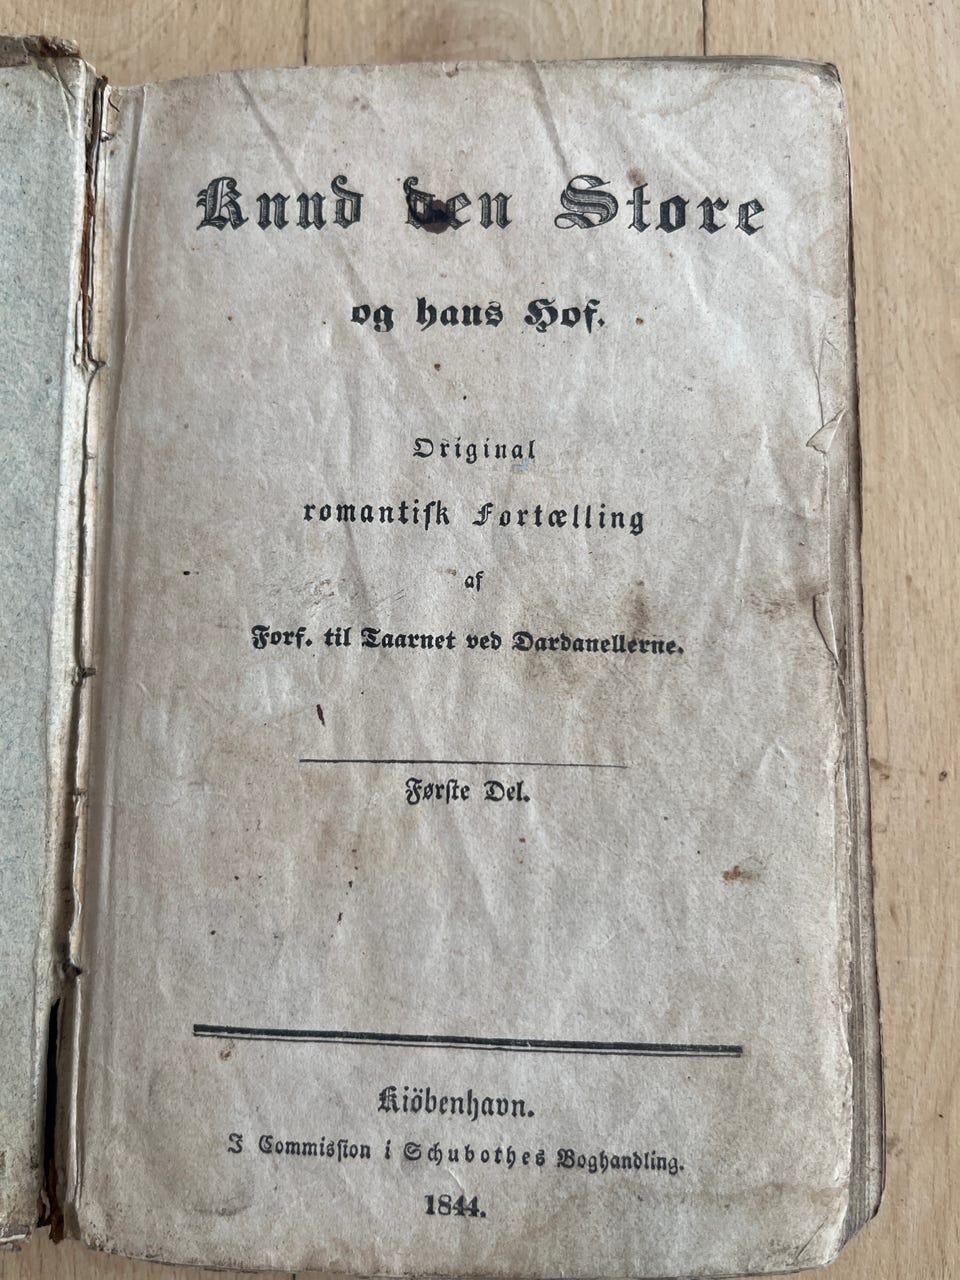 Knud den Store
og hans Hof.
Original
romantisk Fortælling
af
Forf. til Taarnet ved Dardanellerne.
Første Del.
Kiöbenhavn.
I Commission i Schubothes Boghandling.
1844.